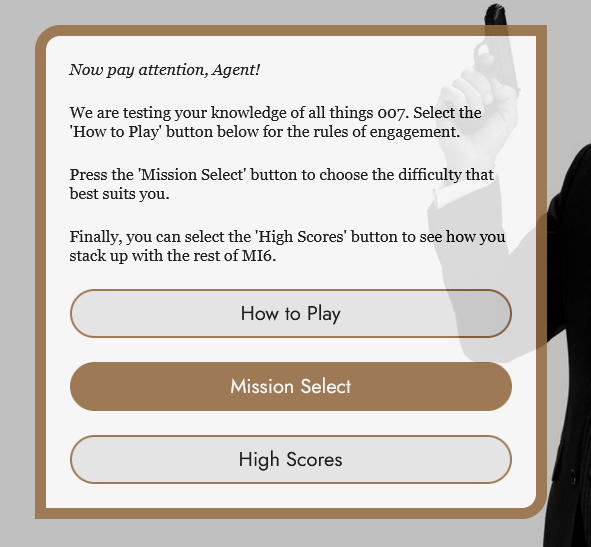 Now pay attention, Agent!
We are testing your knowledge of all things 007. Select the
'How to Play' button below for the rules of engagement.
Press the 'Mission Select' button to choose the difficulty that
best suits you.
Finally, you can select the 'High Scores' button to see how you
stack up with the rest of MI6.
How to Play
Mission Select
High Scores